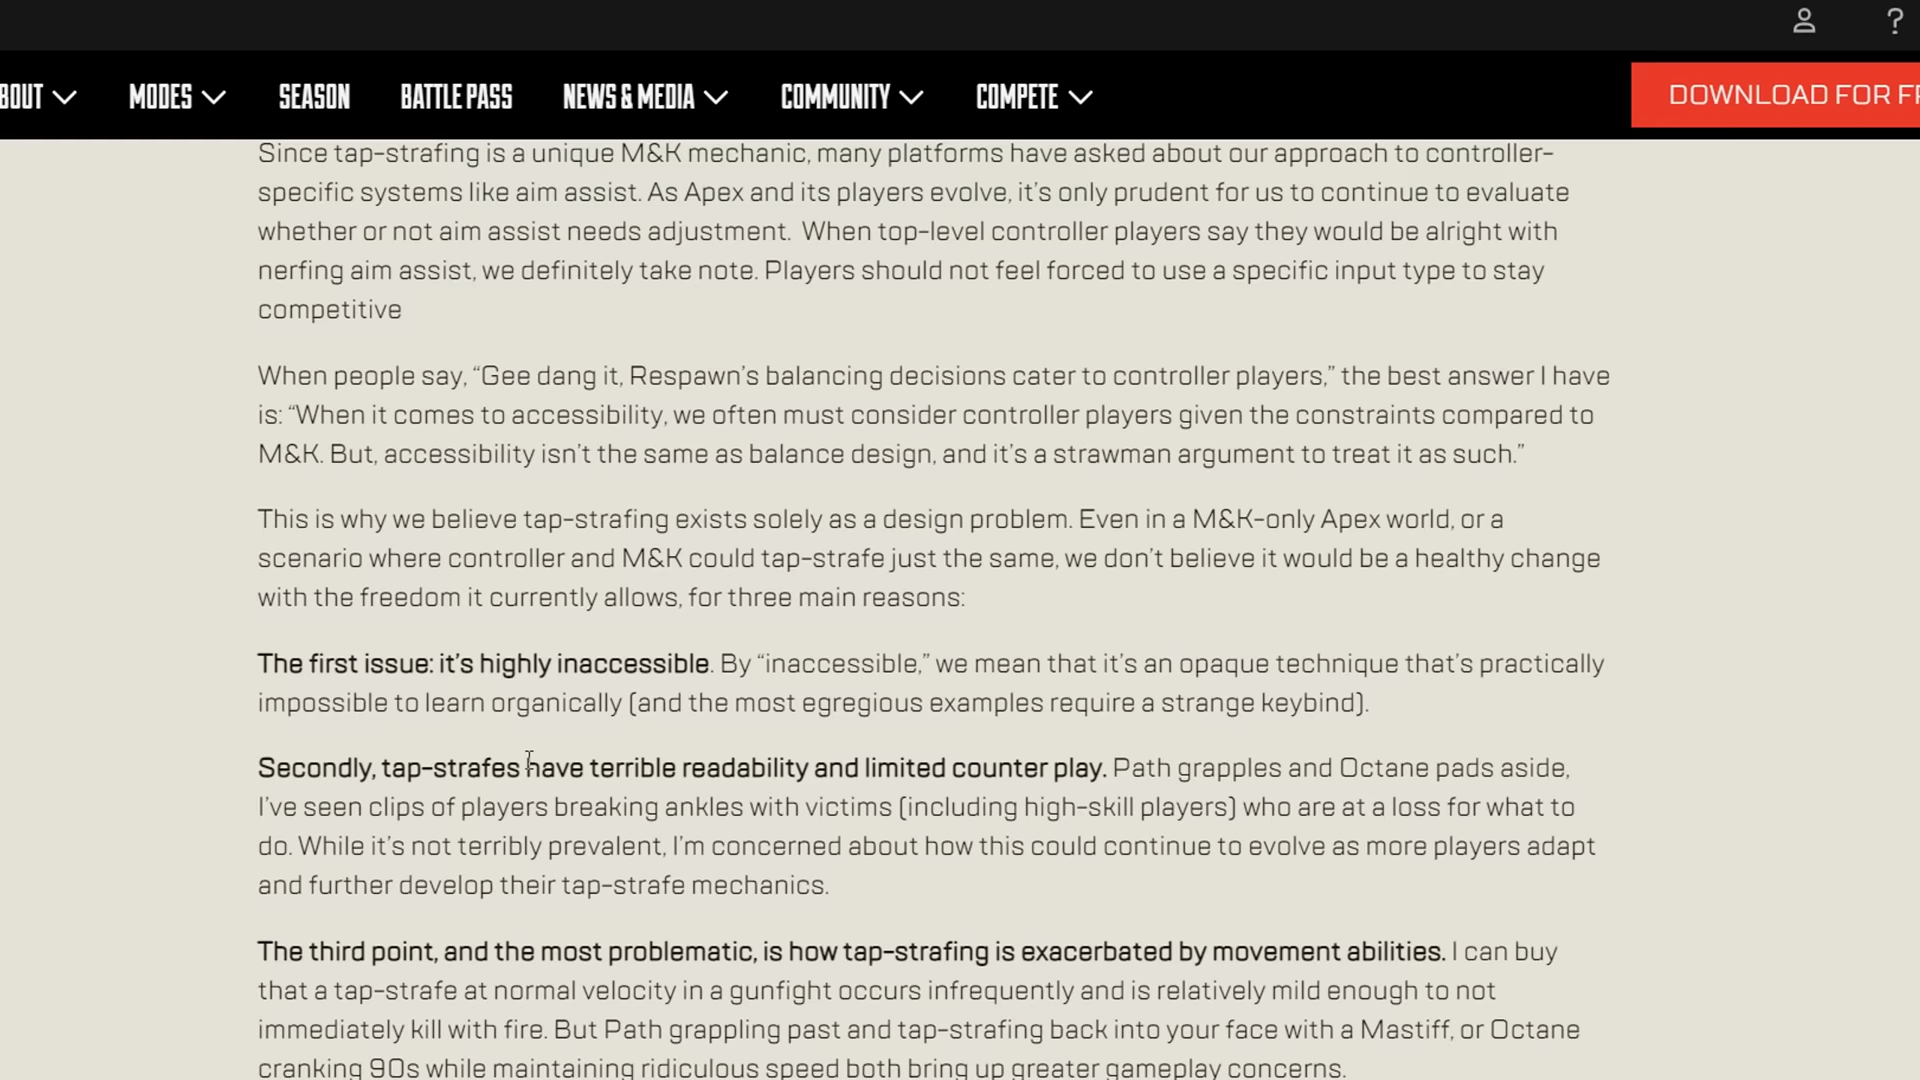 ?
BOUT
MODES
SEASON
BATTLE PASS
NEWS & MEDIA
COMMUNITY
COMPETE
DOWNLOAD FOR FR
Since tap-strafing is a unique M&K mechanic, many platforms have asked about our approach to controller-
specific systems like aim assist. As Apex and its players evolve, it's only prudent for us to continue to evaluate
whether or not aim assist needs adjustment. When top-level controller players say they would be alright with
nerfing aim assist, we definitely take note. Players should not feel forced to use a specific input type to stay
competitive
When people say, “Gee dang it, Respawn's balancing decisions cater to controller players,” the best answer I have
is: “When it comes to accessibility, we often must consider controller players given the constraints compared to
M&K. But, accessibility isn't the same as balance design, and it's a strawman argument to treat it as such.”
This is why we believe tap-strafing exists solely as a design problem. Even in a M&K-only Apex world, or a
scenario where controller and M&K could tap-strafe just the same, we don't believe it would be a healthy change
with the freedom it currently allows, for three main reasons:
The first issue: it's highly inaccessible. By “inaccessible,” we mean that it's an opaque technique that's practically
impossible to learn organically (and the most egregious examples require a strange keybind).
Secondly, tap-strafes have terrible readability and limited counter play. Path grapples and Octane pads aside,
I've seen clips of players breaking ankles with victims (including high-skill players) who are at a loss for what to
do. While it's not terribly prevalent, I'm concerned about how this could continue to evolve as more players adapt
and further develop their tap-strafe mechanics.
The third point, and the most problematic, is how tap-strafing is exacerbated by movement abilities. I can buy
that a tap-strafe at normal velocity in a gunfight occurs infrequently and is relatively mild enough to not
immediately kill with fire. But Path grappling past and tap-strafing back into your face with a Mastiff, or Octane
cranking 90s while maintaining ridiculous speed both bring up greater gameplay concerns.